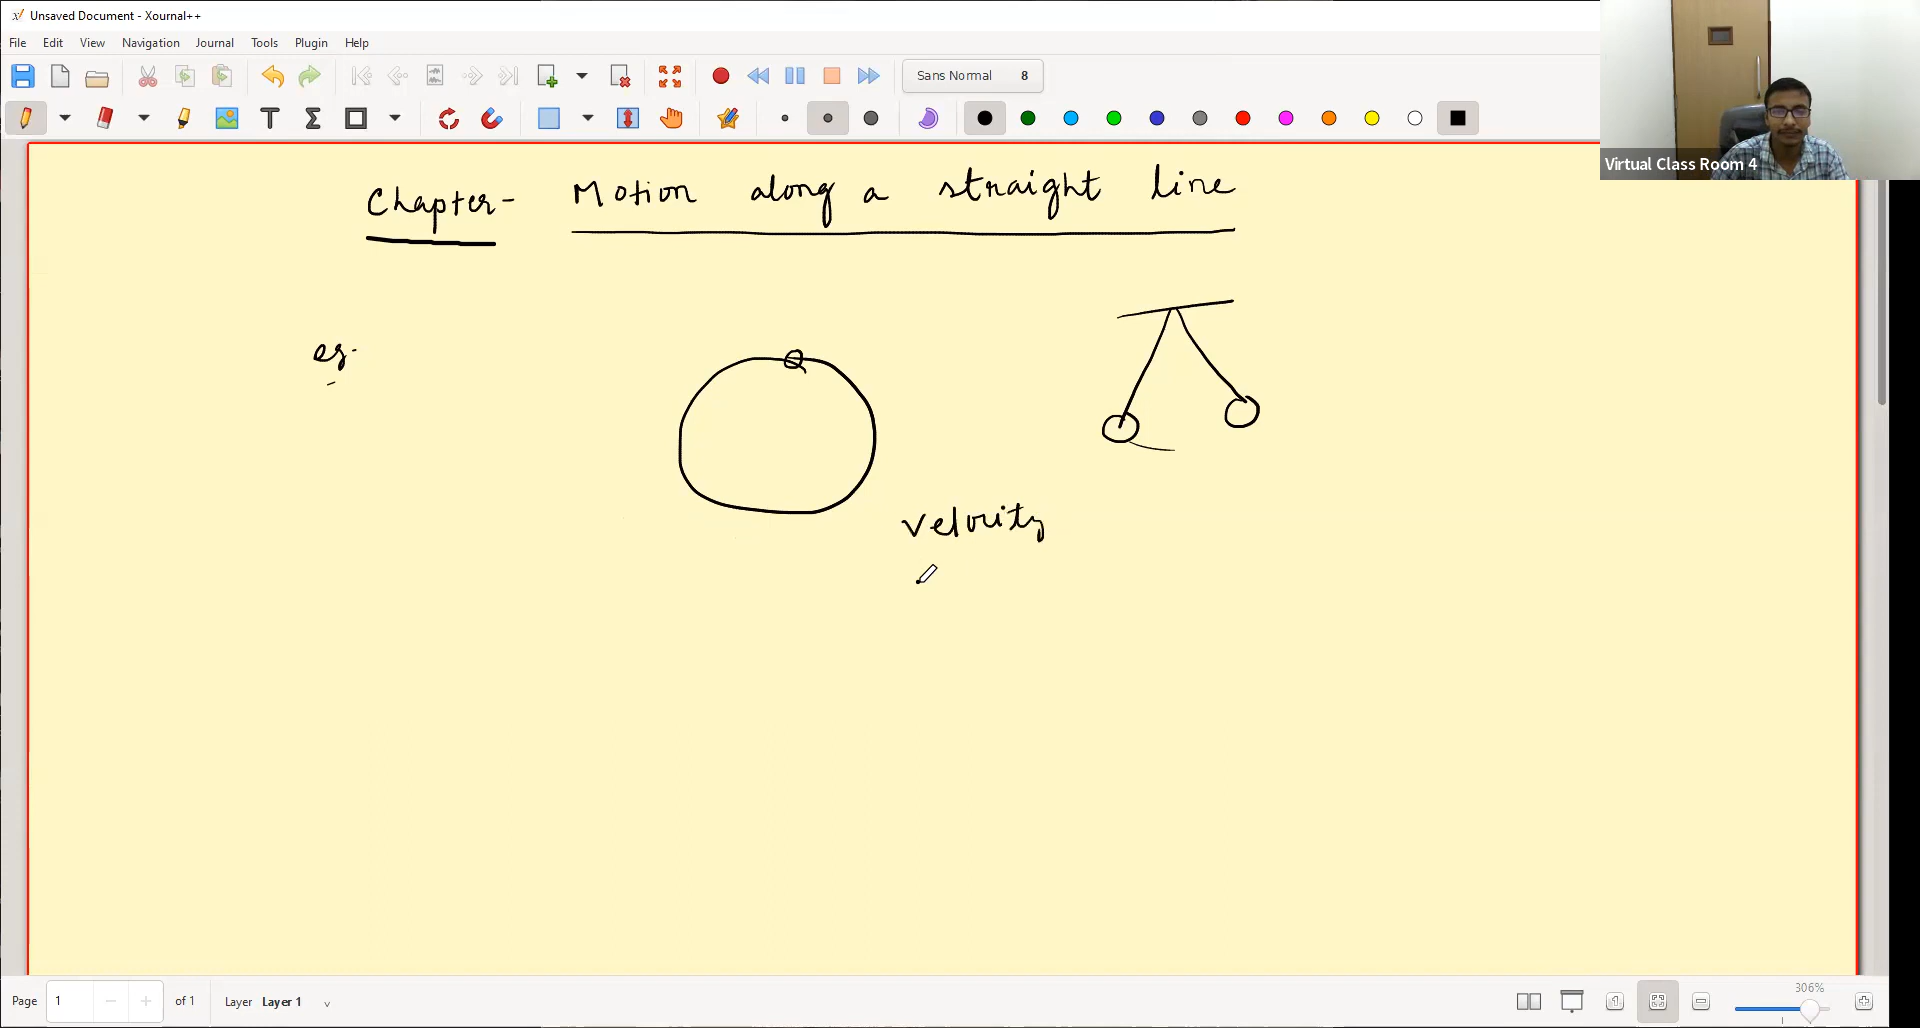 Unsaved Document - Xournal++
File Edit View Navigation Journal Tools Plugin Help
Sans Normal 8
Virtual Class Room 4
Chapter- Motion along a straight line
eg.
velocity
Page 1 of 1 Layer Layer 1
306%